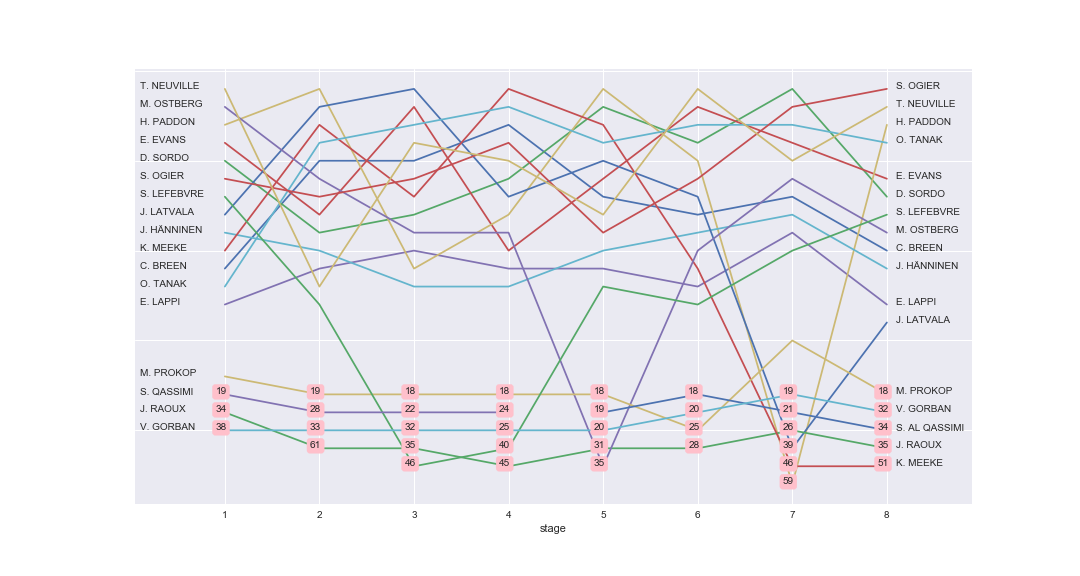 T. NEUVILLE
M. OSTBERG
H. PADDON
E. EVANS
D. SORDO
S. OGIER
S. LEFEBVRE
J. LATVALA
J. HÄNNINEN
K. MEEKE
C. BREEN
O. TANAK
E. LAPPI
M. PROKOP
S. QASSIMI
J. RAOUX
V. GORBAN
S. OGIER
T. NEUVILLE
H. PADDON
O. TANAK
E. EVANS
D. SORDO
S. LEFEBVRE
M. OSTBERG
C. BREEN
J. HÄNNINEN
E. LAPPI
J. LATVALA
M. PROKOP
V. GORBAN
S. AL QASSIMI
J. RAOUX
K. MEEKE
19 19 18 18 18 18 19 18
34 28 22 24 19 20 21 32
38 33 32 25 20 25 26 34
61 35 40 31 28 39 35
46 45 35 46 51
59
1 2 3 4 5 6 7 8
stage